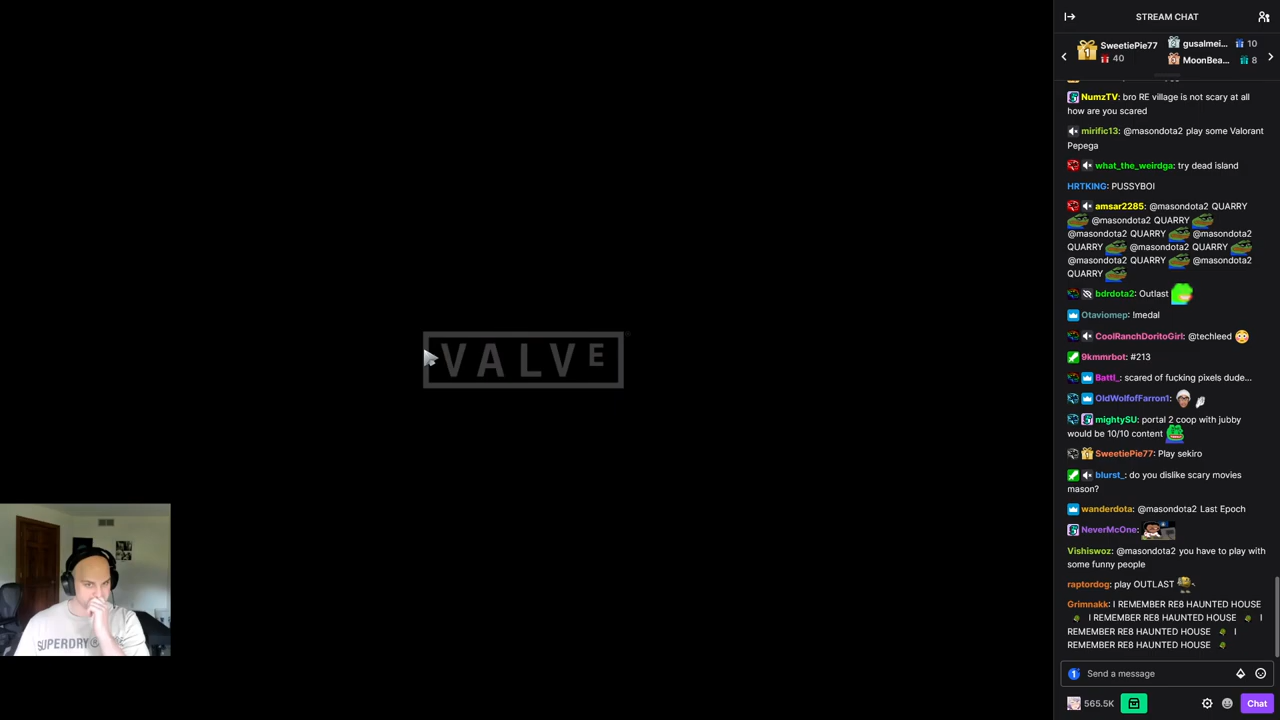 STREAM CHAT
SweetiePie77
40
gusalmei... 10
MoonBea... 8
NumzTV: bro RE village is not scary at all
how are you scared
mirific13: @masondota2 play some Valorant
Pepega
what_the_weirdga: try dead island
HRTKING: PUSSYBOI
amsar2285: @masondota2 QUARRY
@masondota2 QUARRY
@masondota2 QUARRY @masondota2
QUARRY @masondota2 QUARRY
@masondota2 QUARRY @masondota2
QUARRY
bdrdota2: Outlast
Otaviomep: !medal
CoolRanchDoritoGirl: @techleed
9kmmrbot: #213
Battl_: scared of fucking pixels dude...
OldWolfofFarron1:
mightySU: portal 2 coop with jubby
would be 10/10 content
SweetiePie77: Play sekiro
blurst_: do you dislike scary movies
mason?
wanderdota: @masondota2 Last Epoch
NeverMcOne:
Vishiswoz: @masondota2 you have to play with
some funny people
raptordog: play OUTLAST
Grimnakk: I REMEMBER RE8 HAUNTED HOUSE
I REMEMBER RE8 HAUNTED HOUSE I
REMEMBER RE8 HAUNTED HOUSE I
REMEMBER RE8 HAUNTED HOUSE
Send a message
565.5K
Chat
VALVE
SUPERDRY